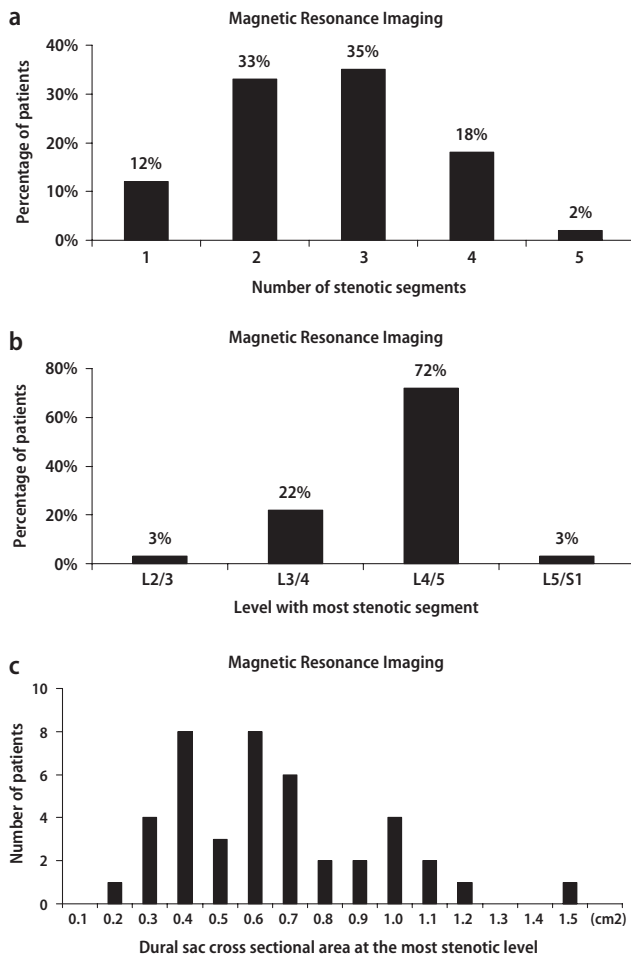 a
Magnetic Resonance Imaging
Percentage of patients
40%
30%
20%
10%
0%
12%
33%
35%
18%
2%
1 2 3 4 5
Number of stenotic segments
b
Magnetic Resonance Imaging
Percentage of patients
80%
60%
40%
20%
0%
3%
22%
72%
3%
L2/3 L3/4 L4/5 L5/S1
Level with most stenotic segment
c
Magnetic Resonance Imaging
Number of patients
10
8
6
4
2
0
0.1 0.2 0.3 0.4 0.5 0.6 0.7 0.8 0.9 1.0 1.1 1.2 1.3 1.4 1.5 (cm2)
Dural sac cross sectional area at the most stenotic level